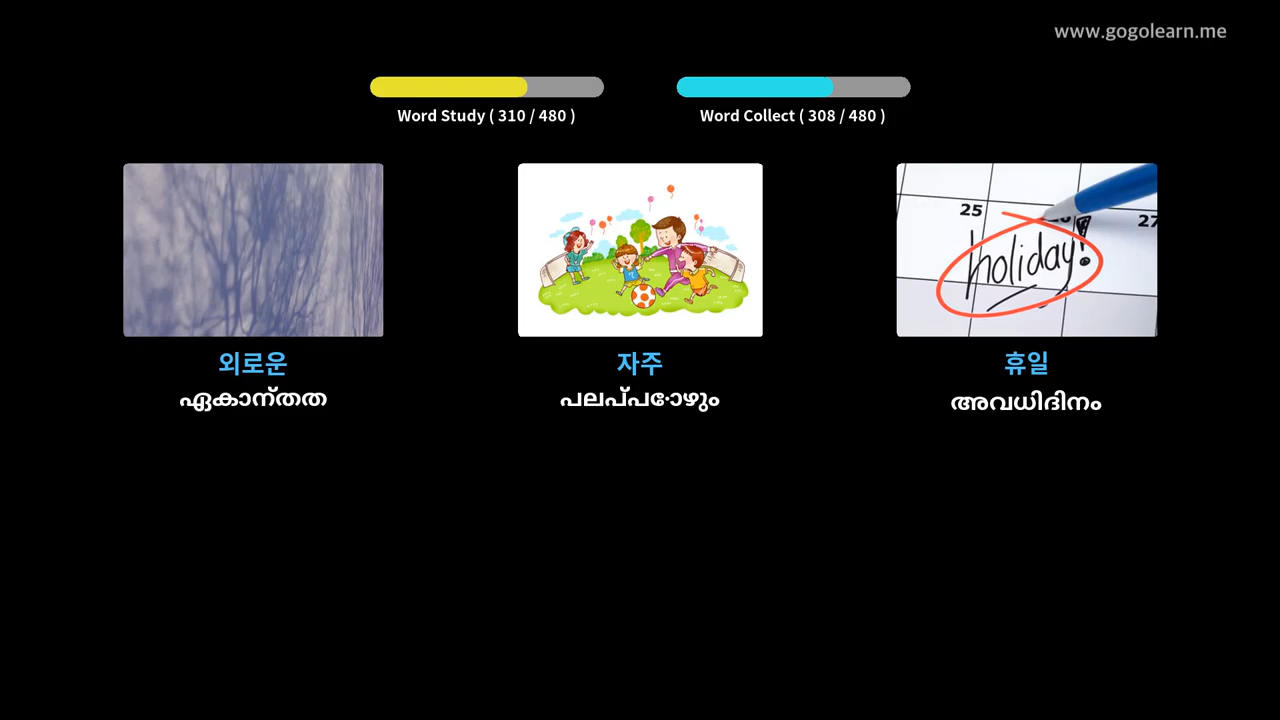 www.gogolearn.me
Word Study ( 310 / 480 )
Word Collect ( 308 / 480 )
25
27
holiday!
외로운
자주
휴일
ഏകാന്തത
പലപ്പോഴും
അവധിദിനം